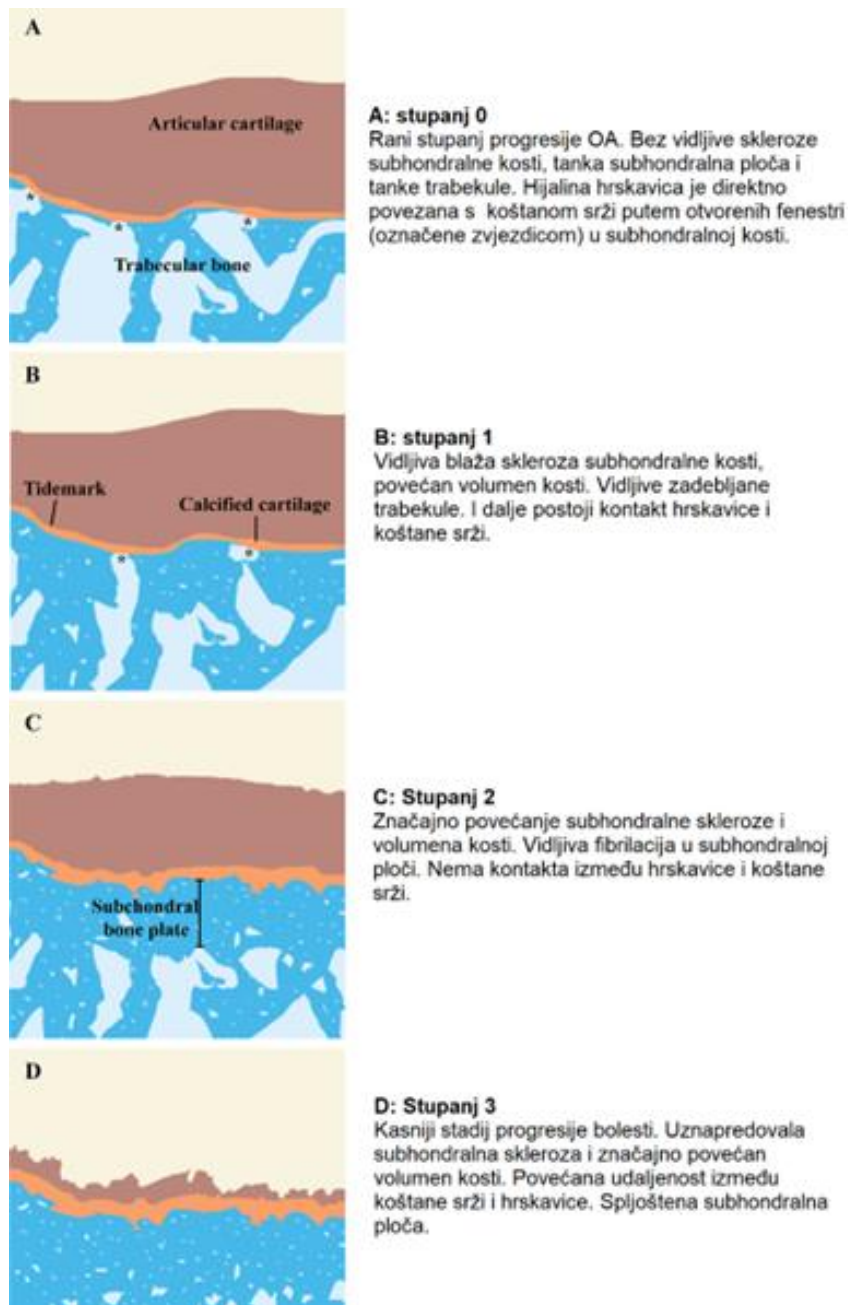 A
Articular cartilage
*
*
*
Trabecular bone
A: stupanj 0
Rani stupanj progresije OA. Bez vidljive skleroze
subhondralne kosti, tanka subhondralna ploča i
tanke trabekule. Hijalina hrskavica je direktno
povezana s koštanom srži putem otvorenih fenestri
(označene zvjezdicom) u subhondralnoj kosti.
B
Tidemark
Calcified cartilage
*
*
B: stupanj 1
Vidljiva blaža skleroza subhondralne kosti,
povećan volumen kosti. Vidljive zadebljane
trabekule. I dalje postoji kontakt hrskavice i
koštane srži.
C
Subchondral
bone plate
C: Stupanj 2
Značajno povećanje subhondralne skleroze i
volumena kosti. Vidljiva fibrilacija u subhondralnoj
ploči. Nema kontakta između hrskavice i koštane
srži.
D
D: Stupanj 3
Kasniji stadij progresije bolesti. Uznapredovala
subhondralna skleroza i značajno povećan
volumen kosti. Povećana udaljenost između
koštane srži i hrskavice. Spljoštena subhondralna
ploča.